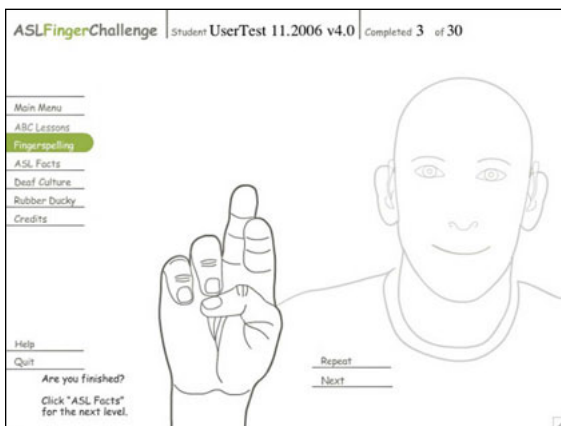 ASLFingerChallenge Student UserTest 11.2006 v4.0 Completed 3 of 30
Main Menu
ABC Lessons
Fingerspelling
ASL Facts
Deaf Culture
Rubber Ducky
Credits
Help
Quit
Are you finished?
Click "ASL Facts"
for the next level.
Repeat
Next